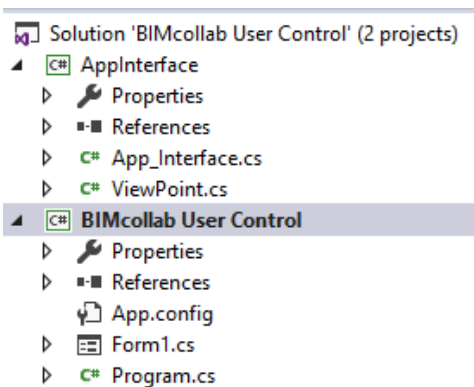 Solution 'BIMcollab User Control' (2 projects)
C# AppInterface
Properties
References
C# App_Interface.cs
C# ViewPoint.cs
C# BIMcollab User Control
Properties
References
App.config
Form1.cs
C# Program.cs